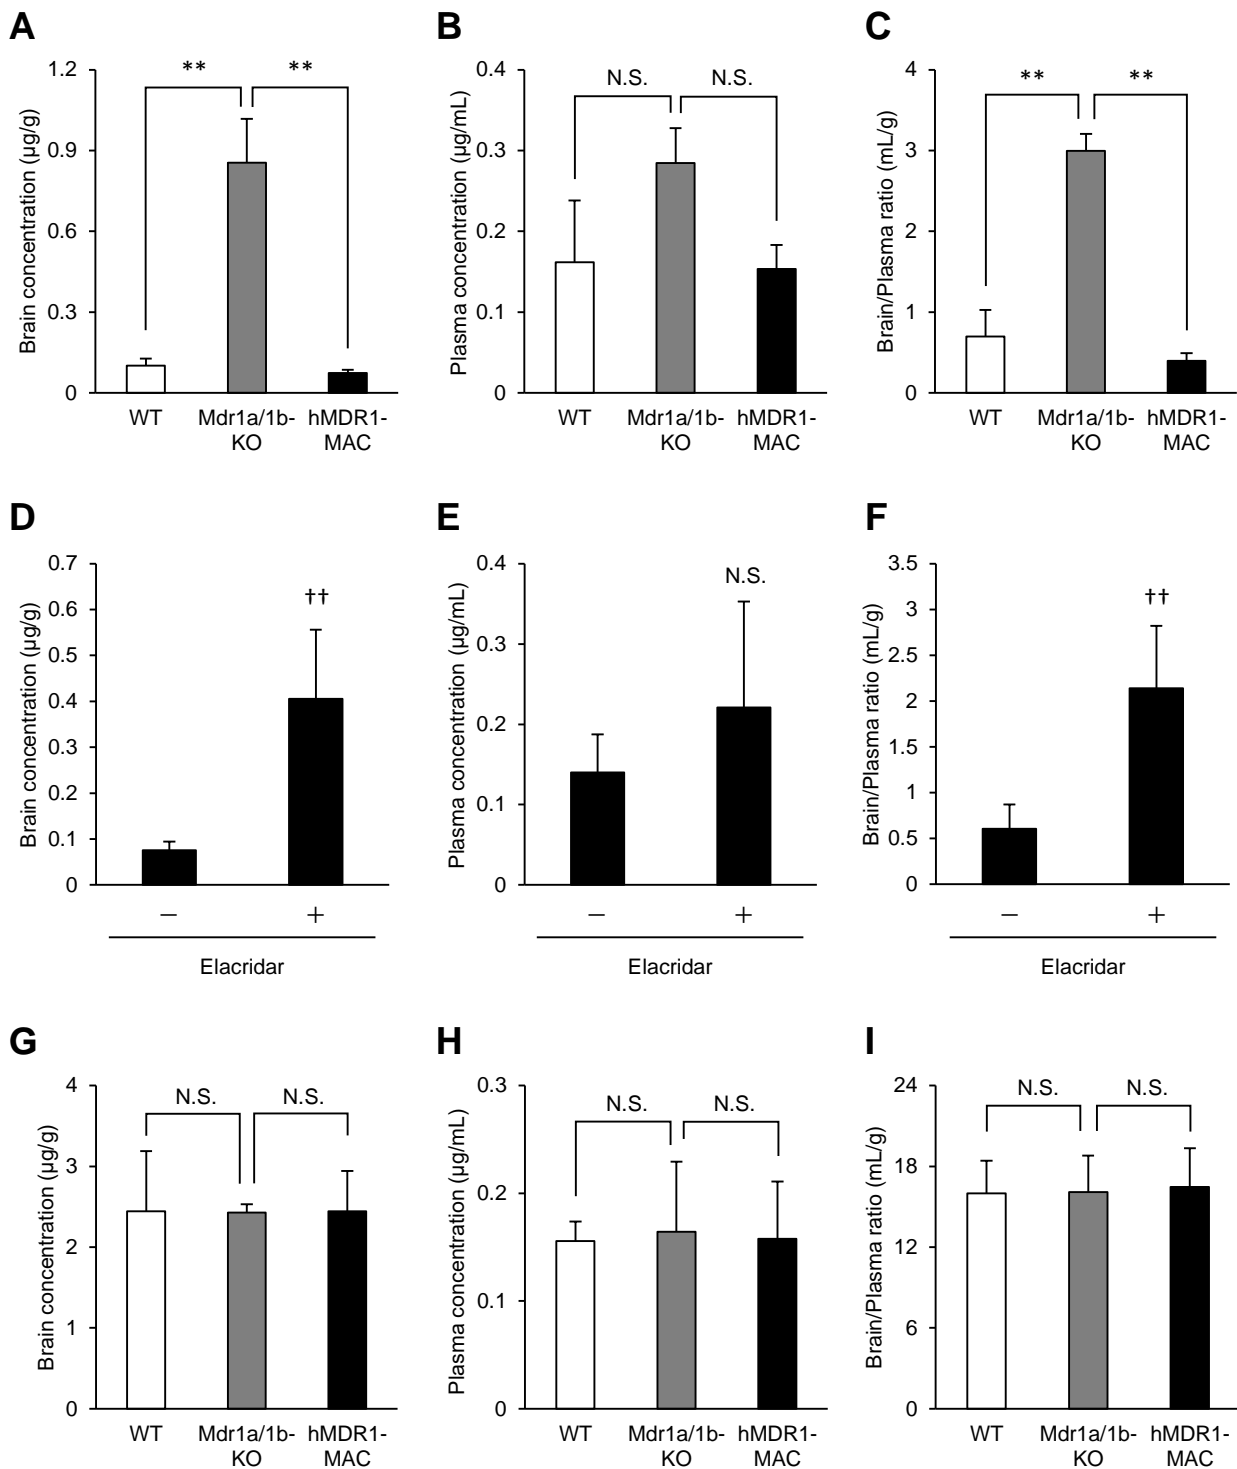 A
Brain concentration (μg/g)
1.2
0.9
0.6
0.3
0
**
**
WT
Mdr1a/1b-
KO
hMDR1-
MAC
B
Plasma concentration (μg/mL)
0.4
0.3
0.2
0.1
0
N.S.
N.S.
WT
Mdr1a/1b-
KO
hMDR1-
MAC
C
Brain/Plasma ratio (mL/g)
4
3
2
1
0
**
**
WT
Mdr1a/1b-
KO
hMDR1-
MAC
D
Brain concentration (μg/g)
0.7
0.6
0.5
0.4
0.3
0.2
0.1
0
††
− +
Elacridar
E
Plasma concentration (μg/mL)
0.4
0.3
0.2
0.1
0
N.S.
− +
Elacridar
F
Brain/Plasma ratio (mL/g)
3.5
3
2.5
2
1.5
1
0.5
0
††
− +
Elacridar
G
Brain concentration (μg/g)
4
3
2
1
0
N.S.
N.S.
WT
Mdr1a/1b-
KO
hMDR1-
MAC
H
Plasma concentration (μg/mL)
0.3
0.2
0.1
0
N.S.
N.S.
WT
Mdr1a/1b-
KO
hMDR1-
MAC
I
Brain/Plasma ratio (mL/g)
24
18
12
6
0
N.S.
N.S.
WT
Mdr1a/1b-
KO
hMDR1-
MAC